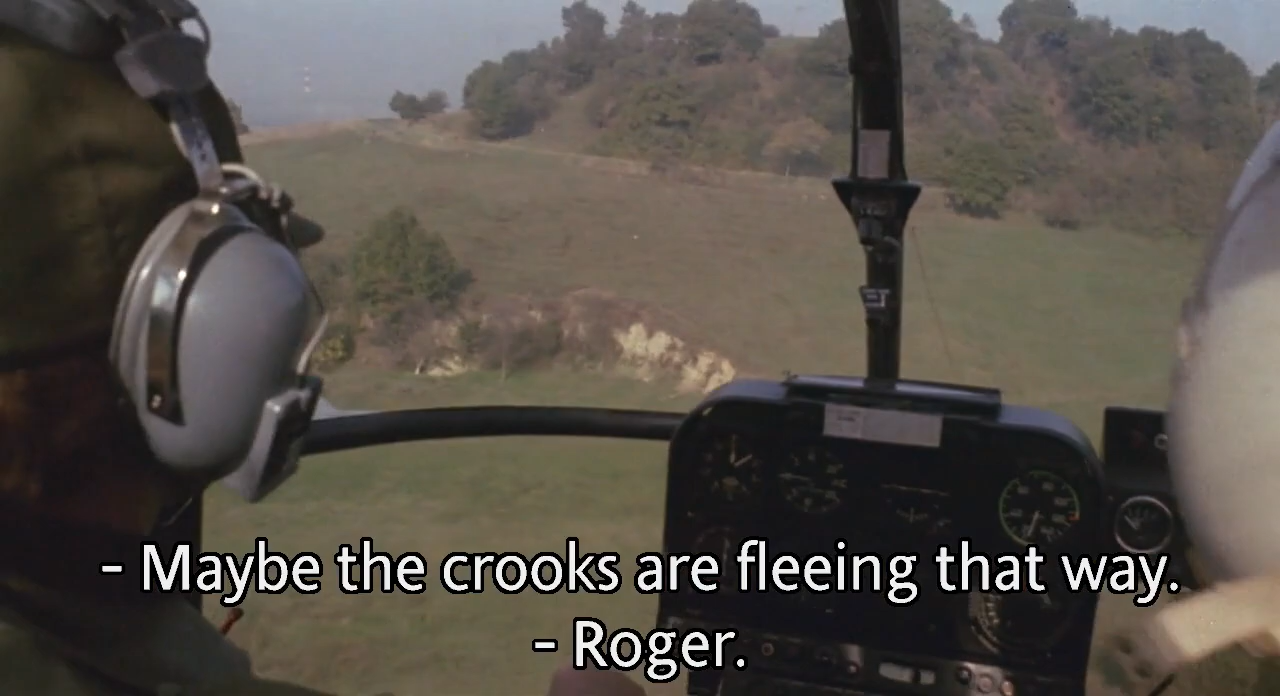 - Maybe the crooks are fleeing that way.
- Roger.